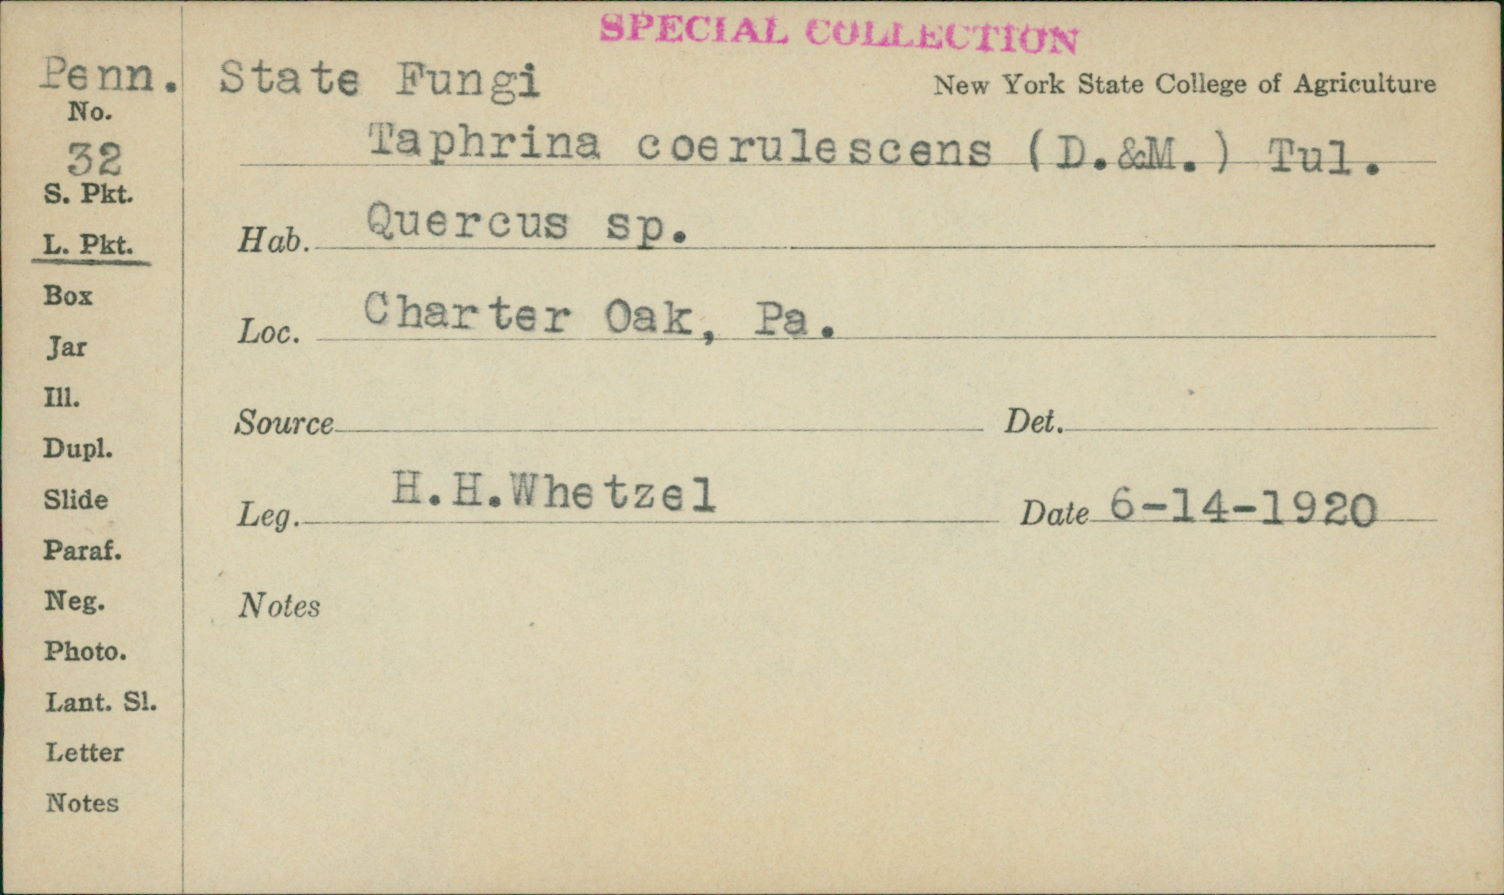 SPECIAL COLLECTION
Penn. State Fungi
New York State College of Agriculture
No.
32
Taphrina coerulescens (D.&M.) Tul.
S. Pkt.
L. Pkt.
Hab. Quercus sp.
Box
Loc. Charter Oak, Pa.
Jar
Ill.
Source Det.
Dupl.
Slide
Leg. H.H.Whetzel Date 6-14-1920
Paraf.
Neg.
Notes
Photo.
Lant. Sl.
Letter
Notes